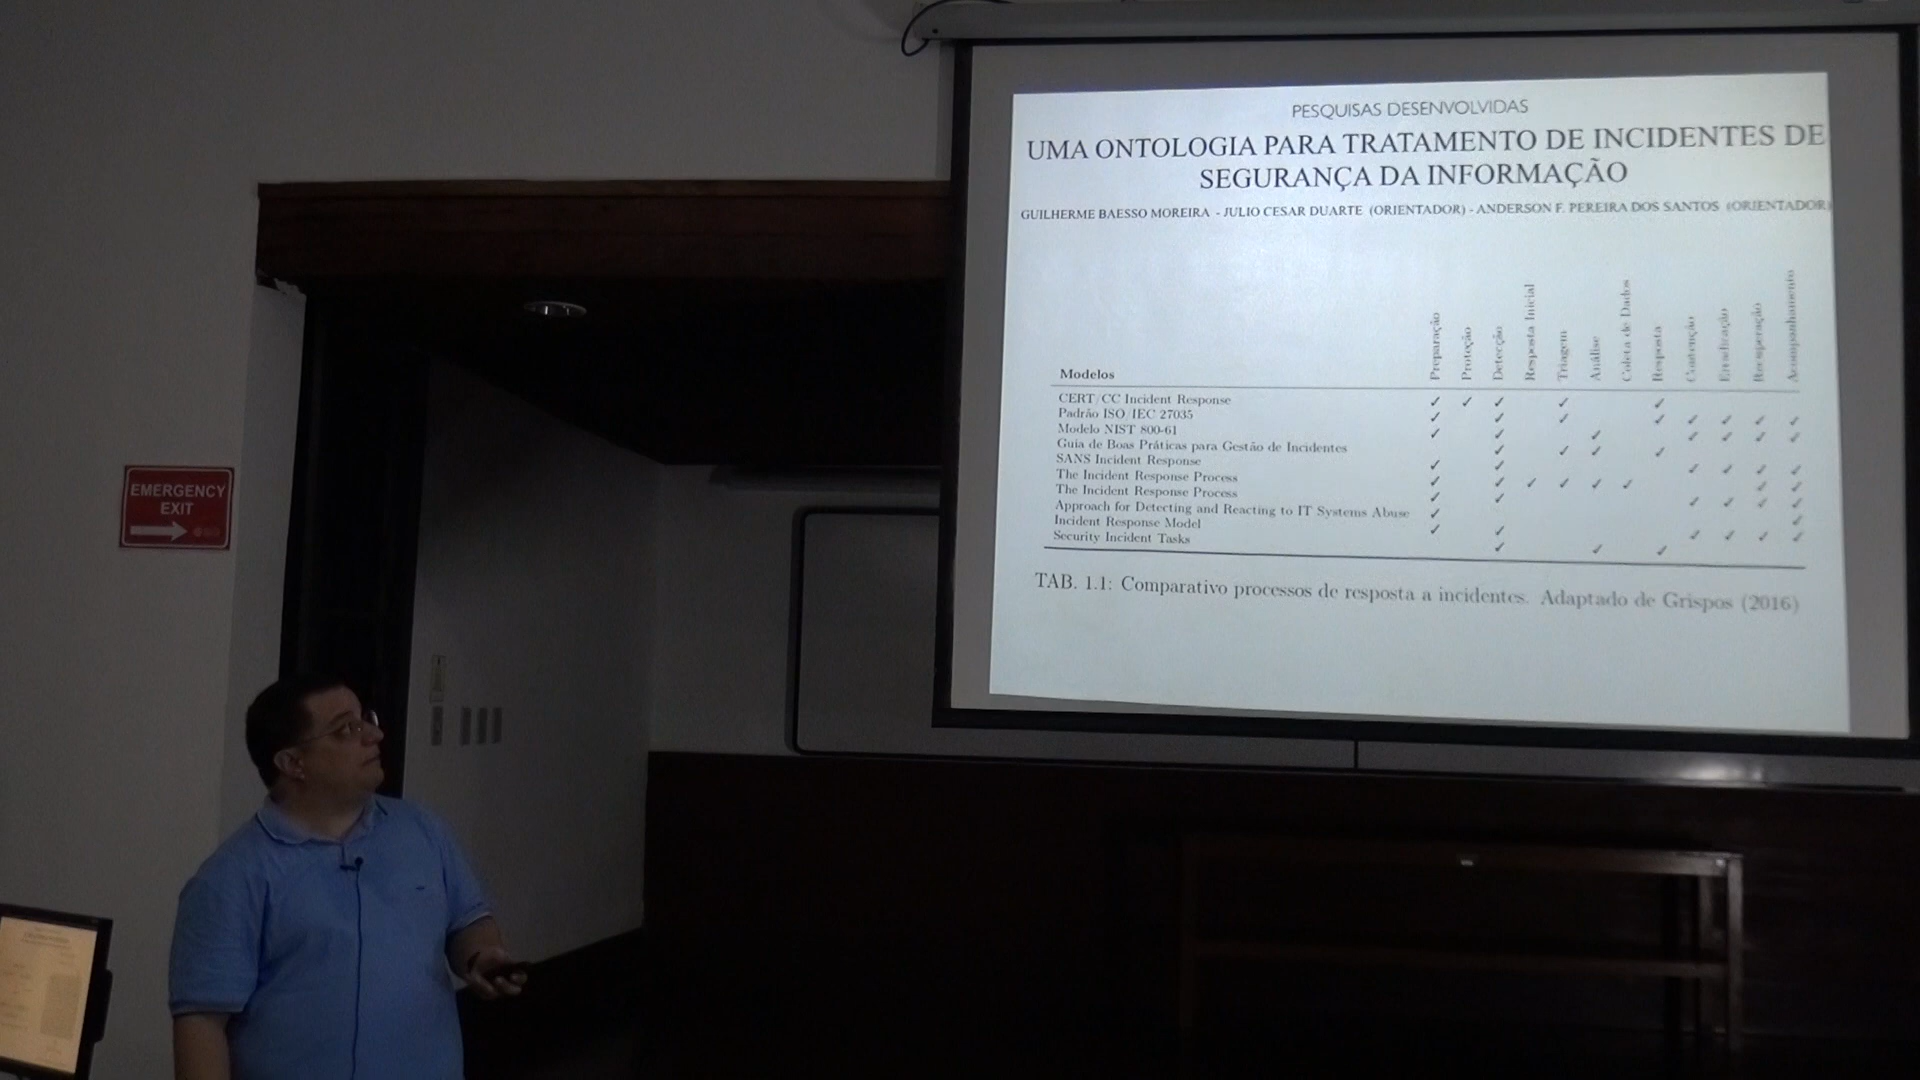 PESQUISAS DESENVOLVIDAS
UMA ONTOLOGIA PARA TRATAMENTO DE INCIDENTES DE
SEGURANÇA DA INFORMAÇÃO
GUILHERME BAESSO MOREIRA - JULIO CESAR DUARTE (ORIENTADOR) - ANDERSON F. PEREIRA DOS SANTOS (ORIENTADOR)
Modelos Preparação Proteção Detecção Resposta Inicial Triagem Análise Coleta de Dados Resposta Contenção Erradicação Recuperação Acompanhamento
CERT/CC Incident Response ✓ ✓ ✓ ✓ ✓
Padrão ISO/IEC 27035 ✓ ✓ ✓ ✓ ✓ ✓ ✓ ✓
Modelo NIST 800-61 ✓ ✓ ✓ ✓ ✓ ✓ ✓
Guia de Boas Práticas para Gestão de Incidentes ✓ ✓ ✓ ✓
SANS Incident Response ✓ ✓ ✓ ✓ ✓ ✓
The Incident Response Process ✓ ✓ ✓ ✓ ✓ ✓ ✓ ✓
The Incident Response Process ✓ ✓ ✓ ✓ ✓ ✓
Approach for Detecting and Reacting to IT Systems Abuse ✓ ✓
Incident Response Model ✓ ✓ ✓ ✓ ✓ ✓
Security Incident Tasks ✓ ✓ ✓
TAB. 1.1: Comparativo processos de resposta a incidentes. Adaptado de Grispos (2016)
EMERGENCY
EXIT